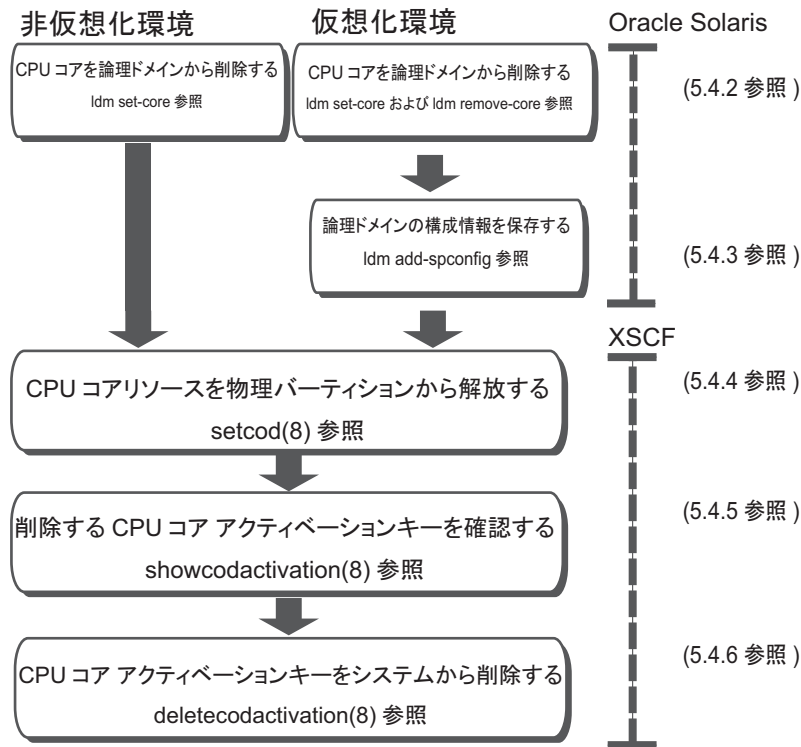 非仮想化環境
仮想化環境
Oracle Solaris
CPU コアを論理ドメインから削除する
ldm set-core 参照
CPU コアを論理ドメインから削除する
ldm set-core および ldm remove-core 参照
(5.4.2 参照 )
論理ドメインの構成情報を保存する
ldm add-spconfig 参照
(5.4.3 参照 )
XSCF
CPU コアリソースを物理パーティションから解放する
setcod(8) 参照
(5.4.4 参照 )
削除する CPU コア アクティベーションキーを確認する
showcodactivation(8) 参照
(5.4.5 参照 )
CPU コア アクティベーションキーをシステムから削除する
deletecodactivation(8) 参照
(5.4.6 参照 )